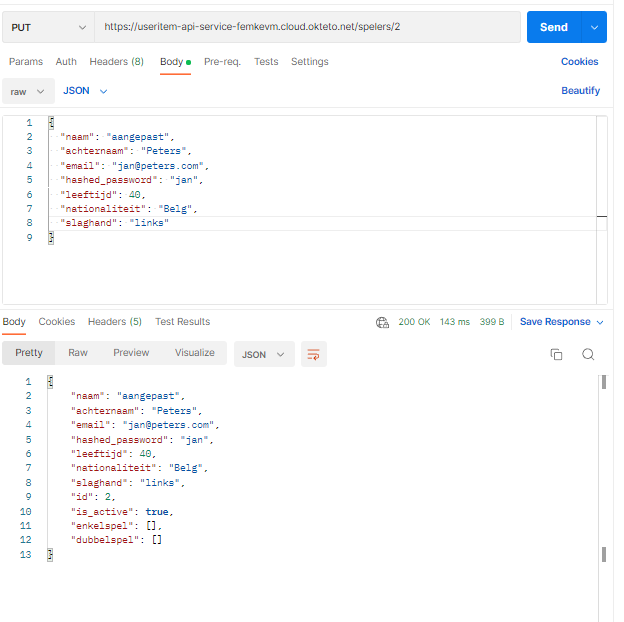 PUT https://useritem-api-service-femkevm.cloud.okteto.net/spelers/2 Send
Params Auth Headers (8) Body Pre-req. Tests Settings Cookies
raw JSON Beautify
1 {
2 "naam": "aangepast",
3 "achternaam": "Peters",
4 "email": "jan@peters.com",
5 "hashed_password": "jan",
6 "leeftijd": 40,
7 "nationaliteit": "Belg",
8 "slaghand": "links"
9 }
Body Cookies Headers (5) Test Results 200 OK 143 ms 399 B Save Response
Pretty Raw Preview Visualize JSON
1 {
2 "naam": "aangepast",
3 "achternaam": "Peters",
4 "email": "jan@peters.com",
5 "hashed_password": "jan",
6 "leeftijd": 40,
7 "nationaliteit": "Belg",
8 "slaghand": "links",
9 "id": 2,
10 "is_active": true,
11 "enkelspel": [],
12 "dubbelspel": []
13 }